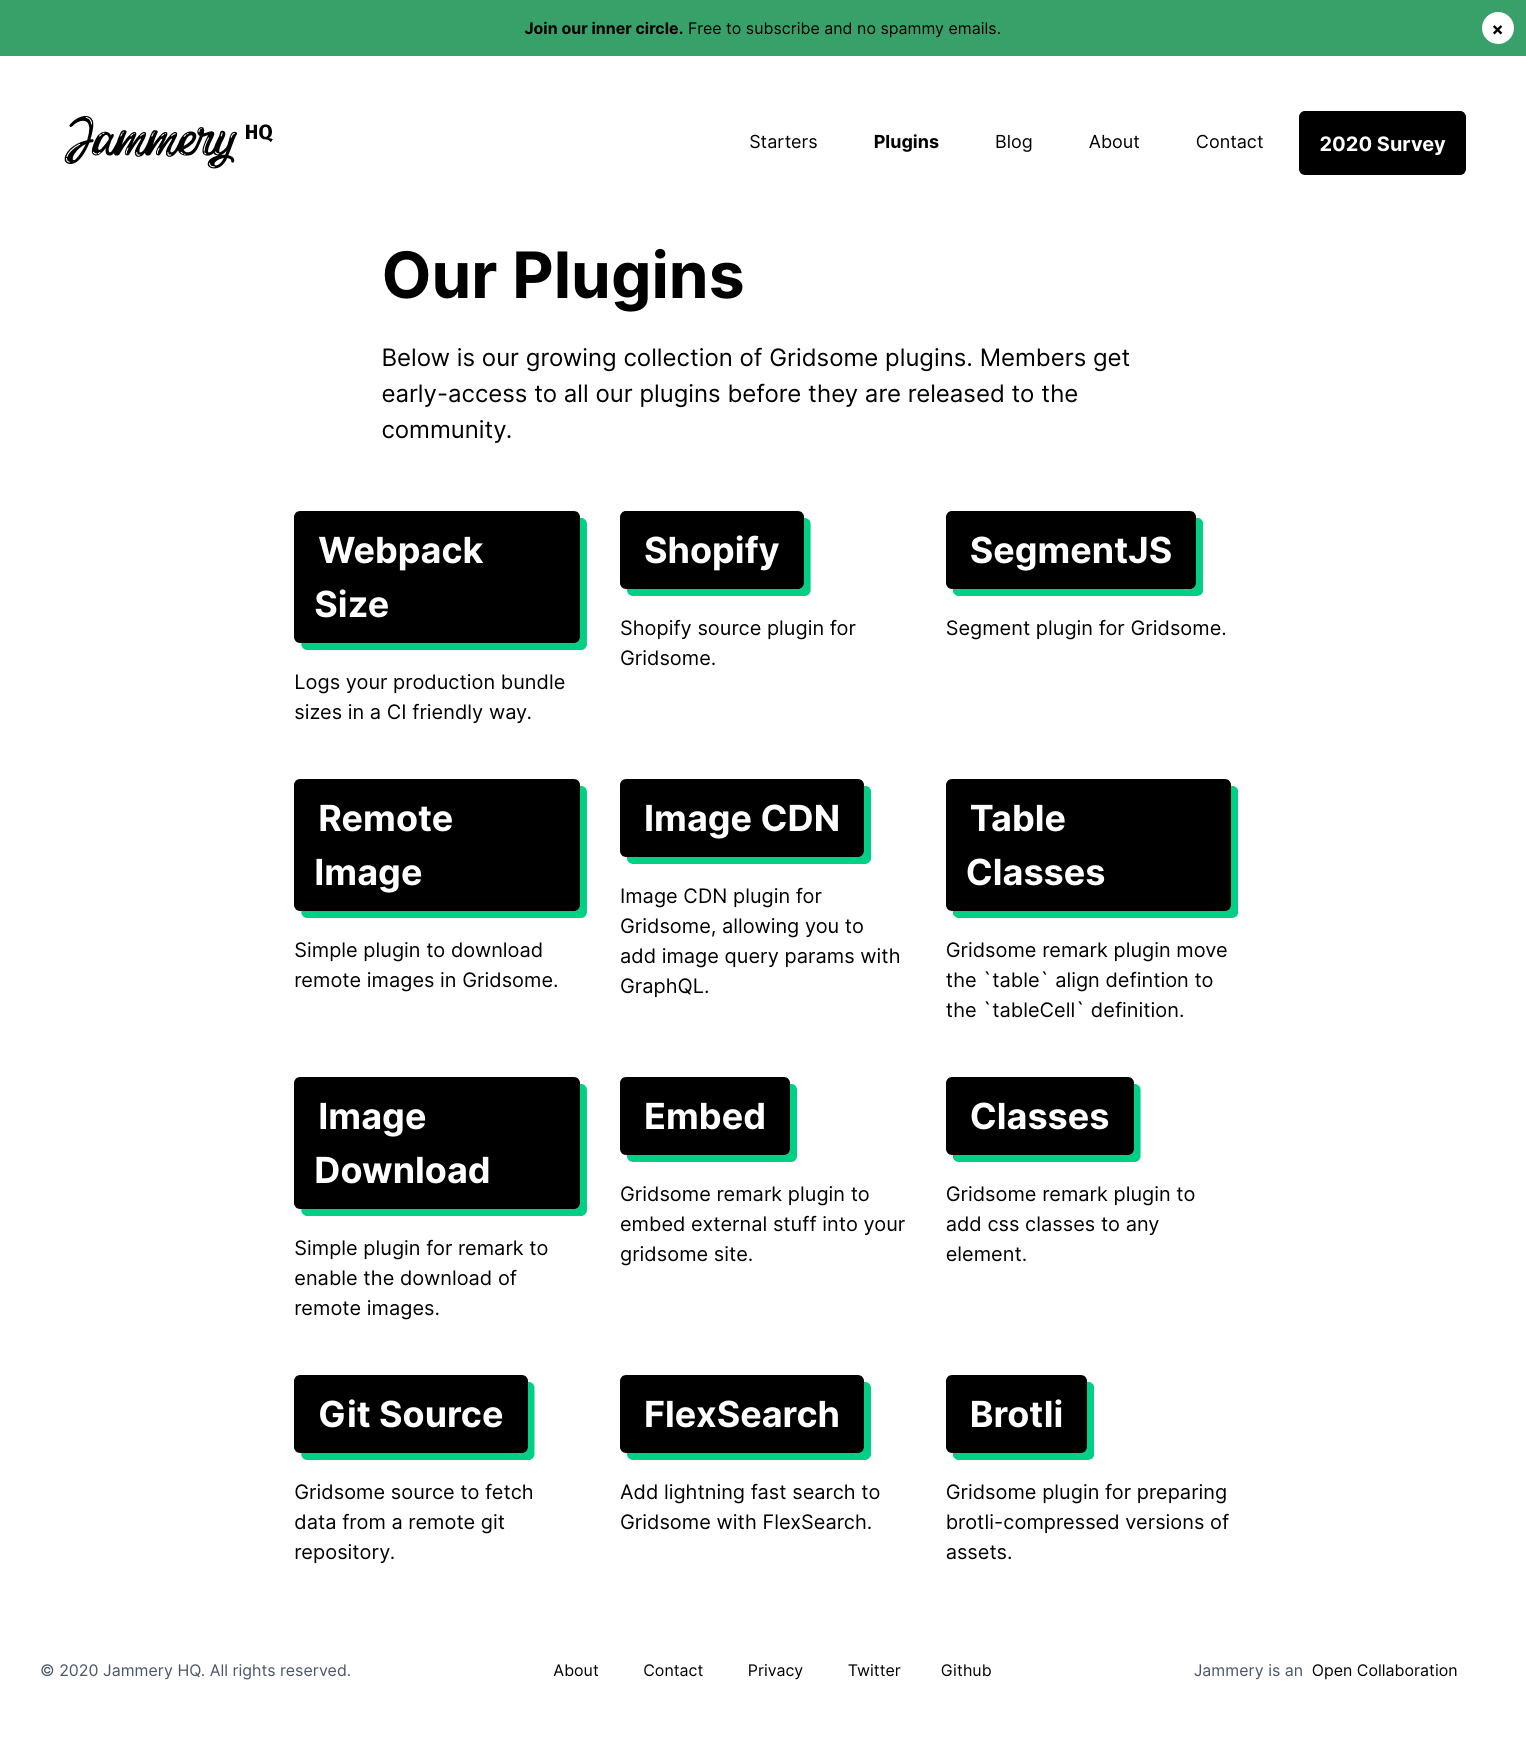 Join our inner circle. Free to subscribe and no spammy emails.
×
Jammery HQ
Starters Plugins Blog About Contact 2020 Survey
Our Plugins
Below is our growing collection of Gridsome plugins. Members get
early-access to all our plugins before they are released to the
community.
Webpack
Size
Logs your production bundle
sizes in a CI friendly way.
Shopify
Shopify source plugin for
Gridsome.
SegmentJS
Segment plugin for Gridsome.
Remote
Image
Simple plugin to download
remote images in Gridsome.
Image CDN
Image CDN plugin for
Gridsome, allowing you to
add image query params with
GraphQL.
Table
Classes
Gridsome remark plugin move
the `table` align defintion to
the `tableCell` definition.
Image
Download
Simple plugin for remark to
enable the download of
remote images.
Embed
Gridsome remark plugin to
embed external stuff into your
gridsome site.
Classes
Gridsome remark plugin to
add css classes to any
element.
Git Source
Gridsome source to fetch
data from a remote git
repository.
FlexSearch
Add lightning fast search to
Gridsome with FlexSearch.
Brotli
Gridsome plugin for preparing
brotli-compressed versions of
assets.
© 2020 Jammery HQ. All rights reserved. About Contact Privacy Twitter Github Jammery is an Open Collaboration